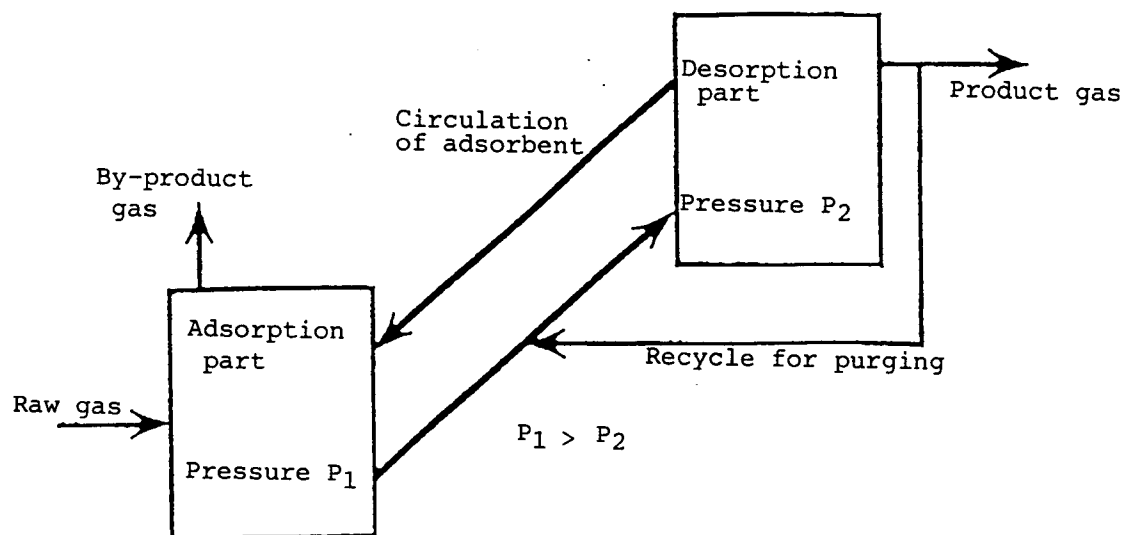 Desorption
part
Product gas
Circulation
of adsorbent
By-product
gas
Pressure P2
Adsorption
part
Recycle for purging
Raw gas
P1 > P2
Pressure P1